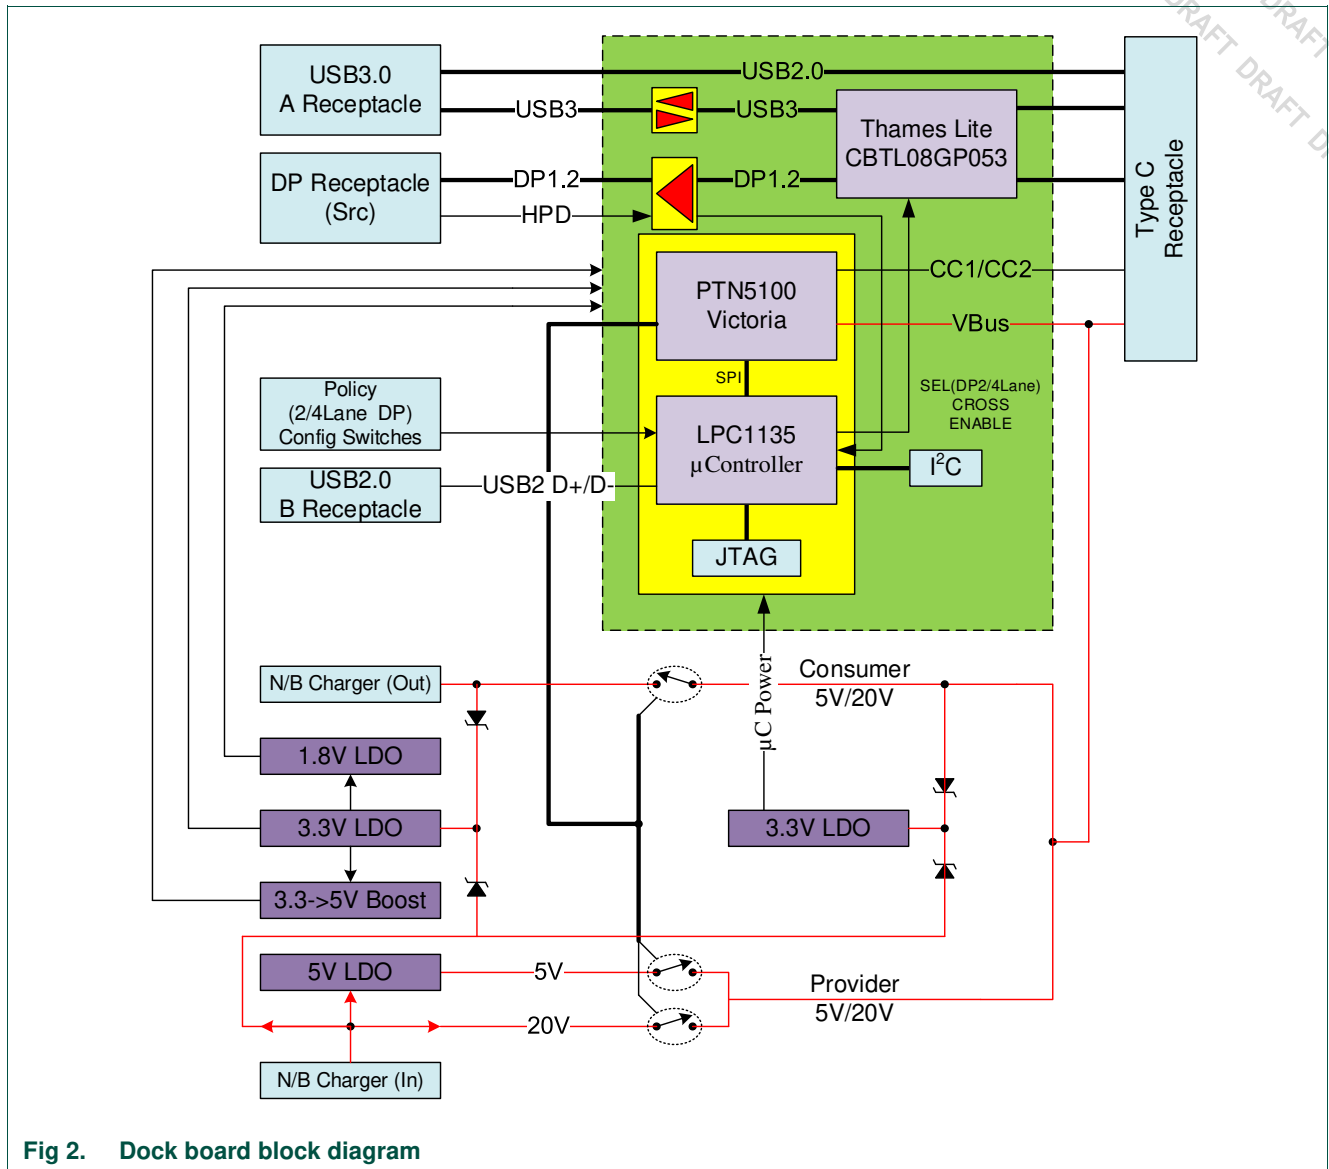 DRAFT DRAFT
DRAFT DRAFT D
USB3.0
A Receptacle
USB2.0
USB3
USB3
Thames Lite
CBTL08GP053
DP Receptacle
(Src)
DP1.2
DP1.2
HPD
Type C
Receptacle
PTN5100
Victoria
CC1/CC2
VBus
SPI
Policy
(2/4Lane DP)
Config Switches
LPC1135
µController
SEL(DP2/4Lane)
CROSS
ENABLE
I²C
USB2.0
B Receptacle
USB2 D+/D-
JTAG
N/B Charger (Out)
µC Power
Consumer
5V/20V
1.8V LDO
3.3V LDO
3.3V LDO
3.3->5V Boost
5V LDO
5V
Provider
5V/20V
20V
N/B Charger (In)
Fig 2. Dock board block diagram